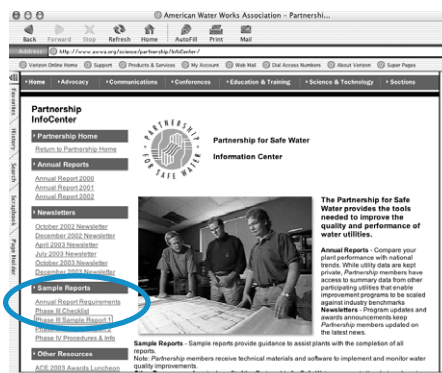 American Water Works Association – Partnershi...
Back Forward Stop Refresh Home AutoFill Print Mail
Address http://www.awwa.org/science/partnership/InfoCenter/
Verizon Online Home Support Products & Services My Account Web Mail Dial Access Numbers About Verizon Super Pages
Home Advocacy Communications Conferences Education & Training Science & Technology Sections
Favorites
History
Search
Scrapbook
Page Holder
Partnership
InfoCenter
Partnership Home
Return to Partnership Home
Annual Reports
Annual Report 2000
Annual Report 2001
Annual Report 2002
Newsletters
October 2002 Newsletter
December 2002 Newsletter
April 2003 Newsletter
July 2003 Newsletter
October 2003 Newsletter
December 2003 Newsletter
Sample Reports
Annual Report Requirements
Phase III Checklist
Phase III Sample Report 1
Phase IV Procedures & Info
Other Resources
ACE 2003 Awards Luncheon
PARTNERSHIP
FOR SAFE WATER
Partnership for Safe Water
Information Center
The Partnership for Safe
Water provides the tools
needed to improve the
quality and performance of
water utilities.
Annual Reports - Compare your
plant performance with national
trends. While utility data are kept
private, Partnership members have
access to summary data from other
participating utilities that enable
improvement programs to be scaled
against industry benchmarks
Newsletters - Program updates and
awards announcements keep
Partnership members updated on
the latest news.
Sample Reports - Sample reports provide guidance to assist plants with the completion of all
reports.
Note: Partnership members receive technical materials and software to implement and monitor water
quality improvements.